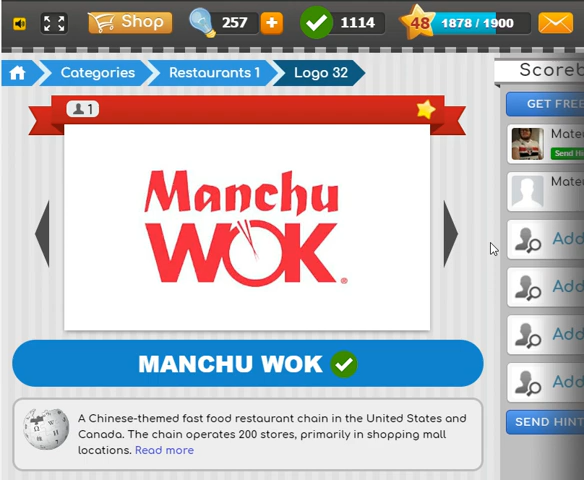 Shop
257
1114
48
1878 / 1900
Categories
Restaurants 1
Logo 32
Scoreb
1
GET FREE
Mate
Send Hi
Mate
Manchu
WOK
®
Add
Add
Add
Add
MANCHU WOK
SEND HINT
A Chinese-themed fast food restaurant chain in the United States and
Canada. The chain operates 200 stores, primarily in shopping mall
locations. Read more